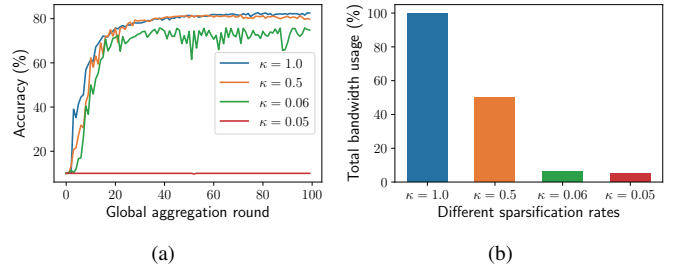 80
60
40
20
0
20
40
60
80
100
Accuracy (%)
Global aggregation round
κ = 1.0
κ = 0.5
κ = 0.06
κ = 0.05
(a)
100
80
60
40
20
0
Total bandwidth usage (%)
κ = 1.0
κ = 0.5
κ = 0.06
κ = 0.05
Different sparsification rates
(b)